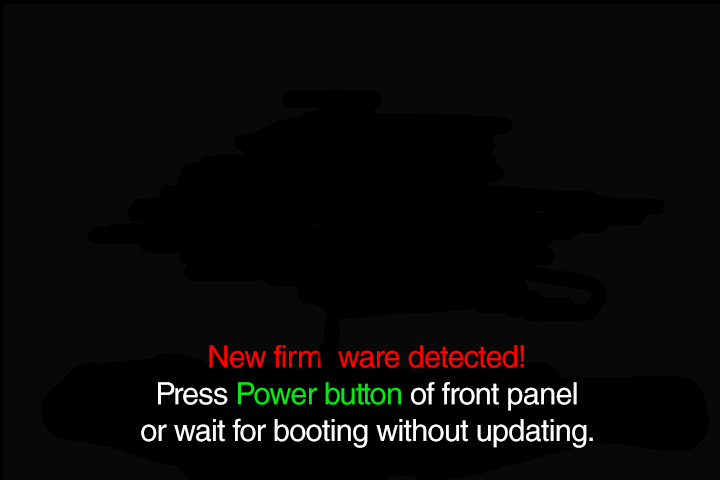 New firm ware detected!
Press Power button of front panel
or wait for booting without updating.